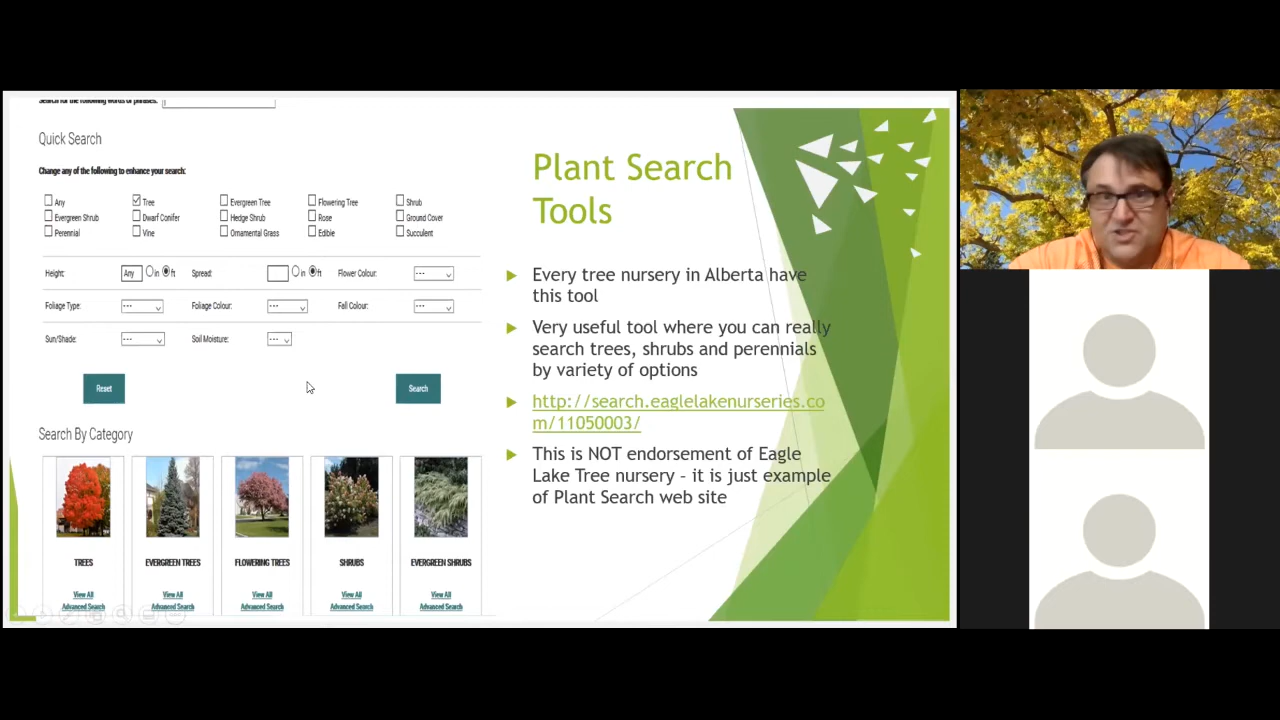 Search for the following words or phrases:
Quick Search
Change any of the following to enhance your search:
Any
Tree
Evergreen Tree
Flowering Tree
Shrub
Evergreen Shrub
Dwarf Conifer
Hedge Shrub
Rose
Ground Cover
Perennial
Vine
Ornamental Grass
Edible
Succulent
Height: Any in ft Spread: in ft Flower Colour: ---
Foliage Type: --- Foliage Colour: --- Fall Colour: ---
Sun/Shade: --- Soil Moisture: ---
Reset
Search
Search By Category
TREES
EVERGREEN TREES
FLOWERING TREES
SHRUBS
EVERGREEN SHRUBS
View All
View All
View All
View All
View All
Advanced Search
Advanced Search
Advanced Search
Advanced Search
Advanced Search
Plant Search
Tools
Every tree nursery in Alberta have
this tool
Very useful tool where you can really
search trees, shrubs and perennials
by variety of options
http://search.eaglelakenurseries.co
m/11050003/
This is NOT endorsement of Eagle
Lake Tree nursery – it is just example
of Plant Search web site